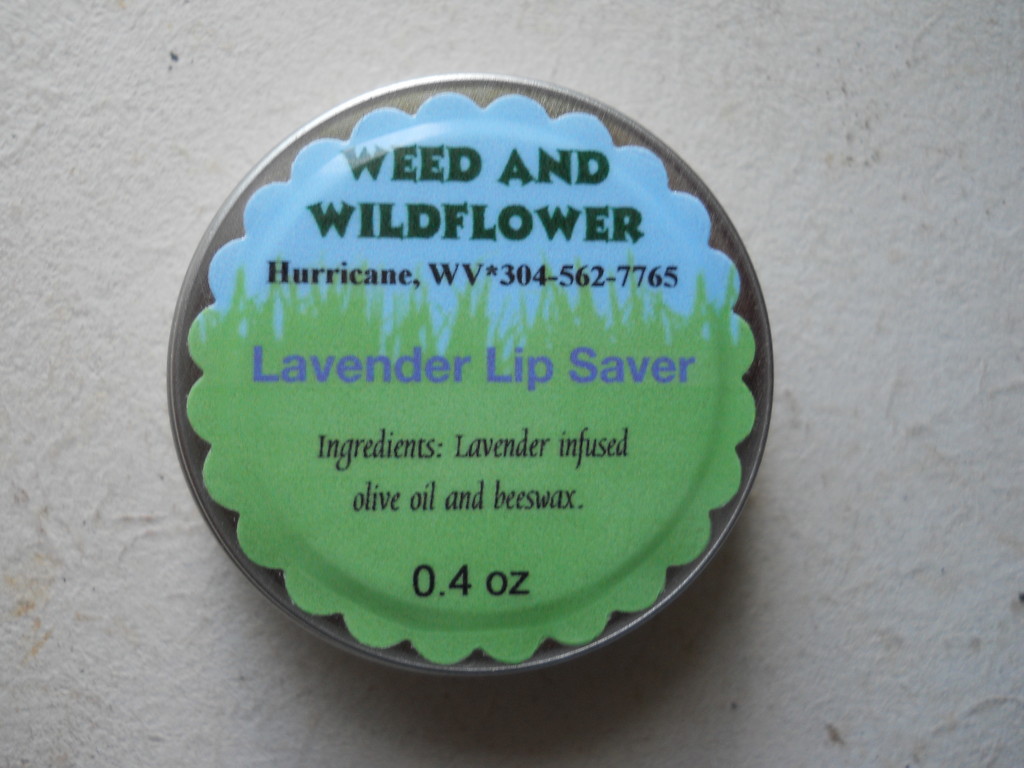 WEED AND
WILDFLOWER
Hurricane, WV*304-562-7765
Lavender Lip Saver
Ingredients: Lavender infused
olive oil and beeswax.
0.4 oz